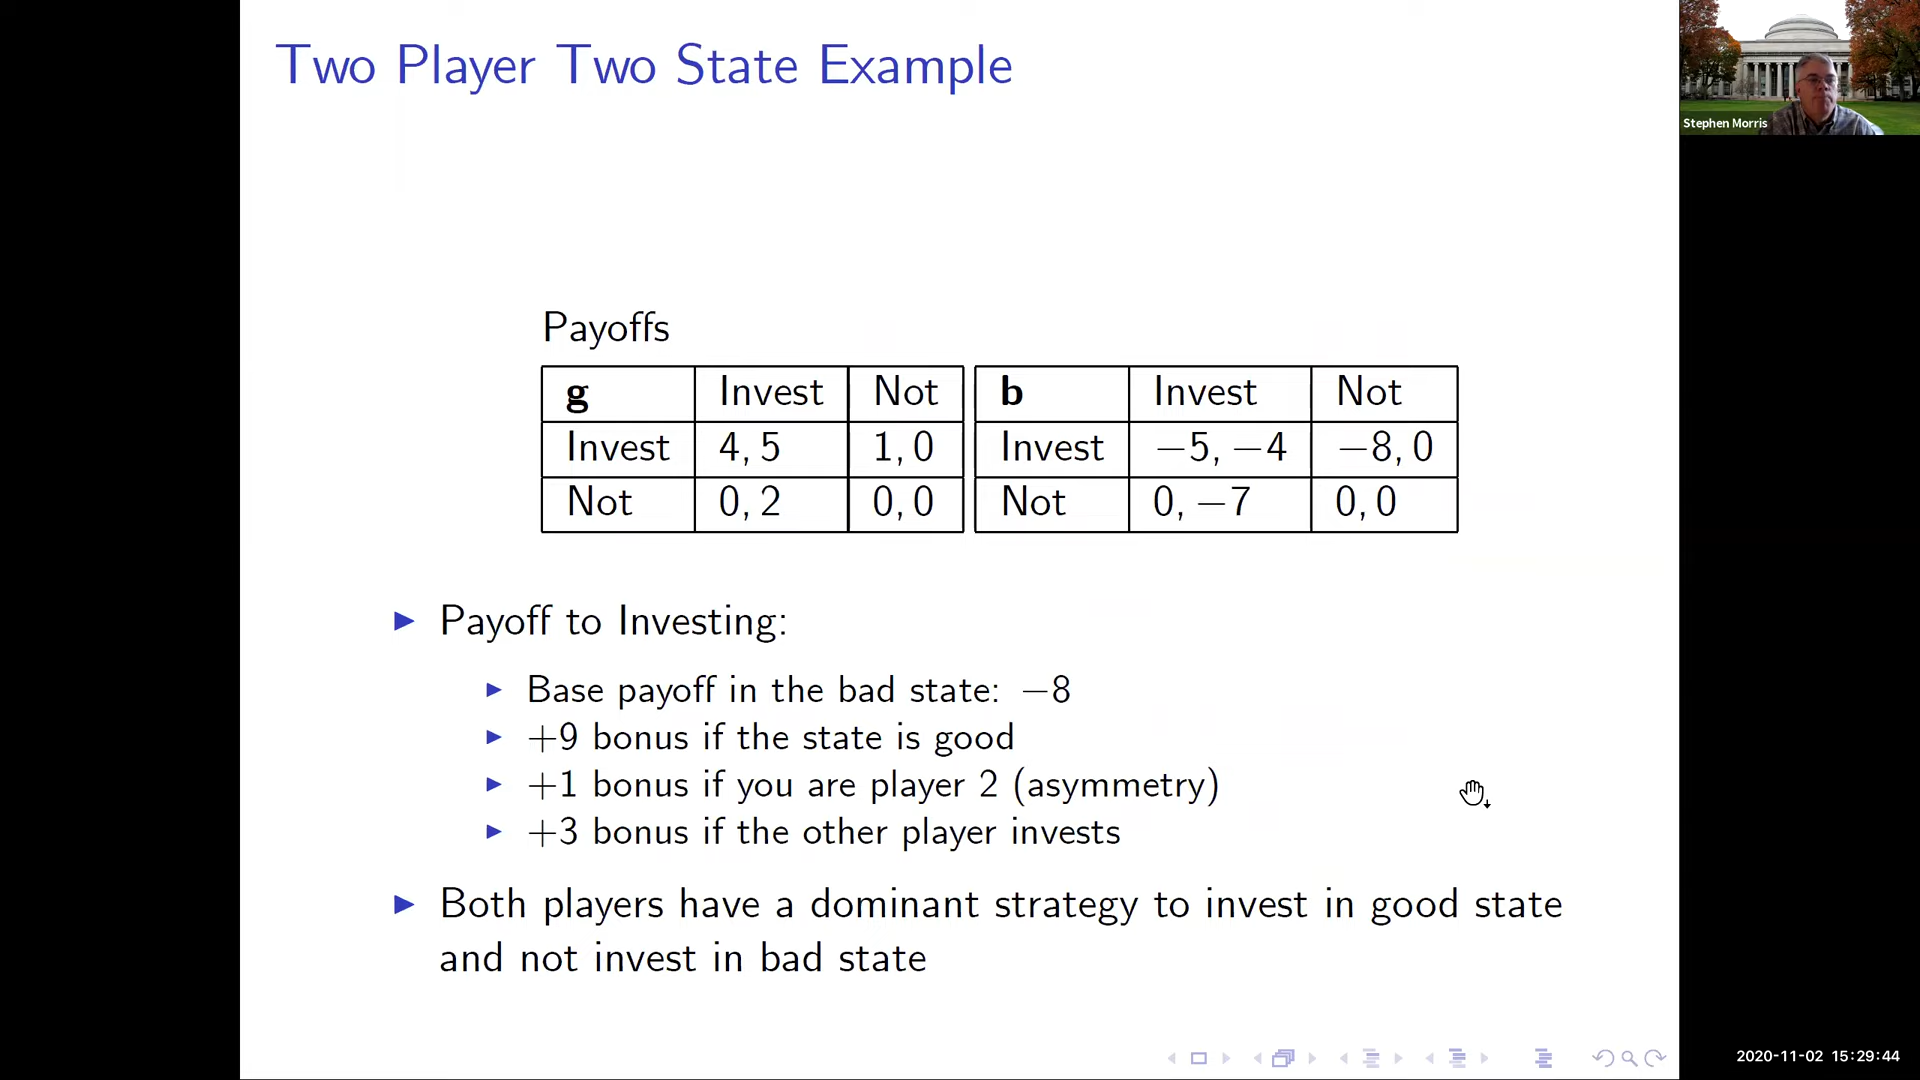 Two Player Two State Example
Stephen Morris
Payoffs
g Invest Not b Invest Not
Invest 4, 5 1, 0 Invest −5, −4 −8, 0
Not 0, 2 0, 0 Not 0, −7 0, 0
Payoff to Investing:
Base payoff in the bad state: −8
+9 bonus if the state is good
+1 bonus if you are player 2 (asymmetry)
+3 bonus if the other player invests
Both players have a dominant strategy to invest in good state
and not invest in bad state
2020-11-02 15:29:44